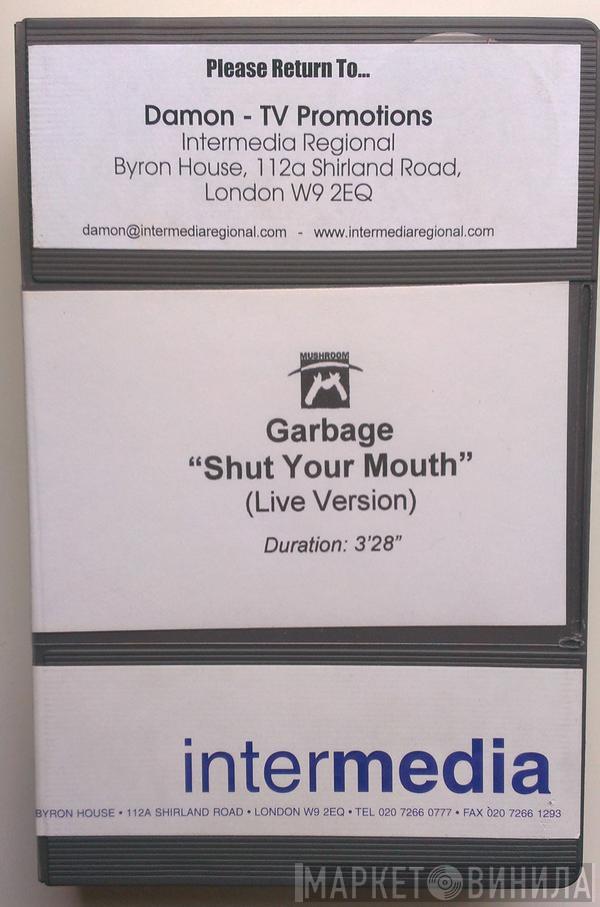 Please Return To...
Damon - TV Promotions
Intermedia Regional
Byron House, 112a Shirland Road,
London W9 2EQ
damon@intermediaregional.com - www.intermediaregional.com
MUSHROOM
Garbage
“Shut Your Mouth”
(Live Version)
Duration: 3’28”
intermedia
BYRON HOUSE • 112A SHIRLAND ROAD • LONDON W9 2EQ • TEL 020 7266 0777 • FAX 020 7266 1293
МАРКЕТ ВИНИЛА